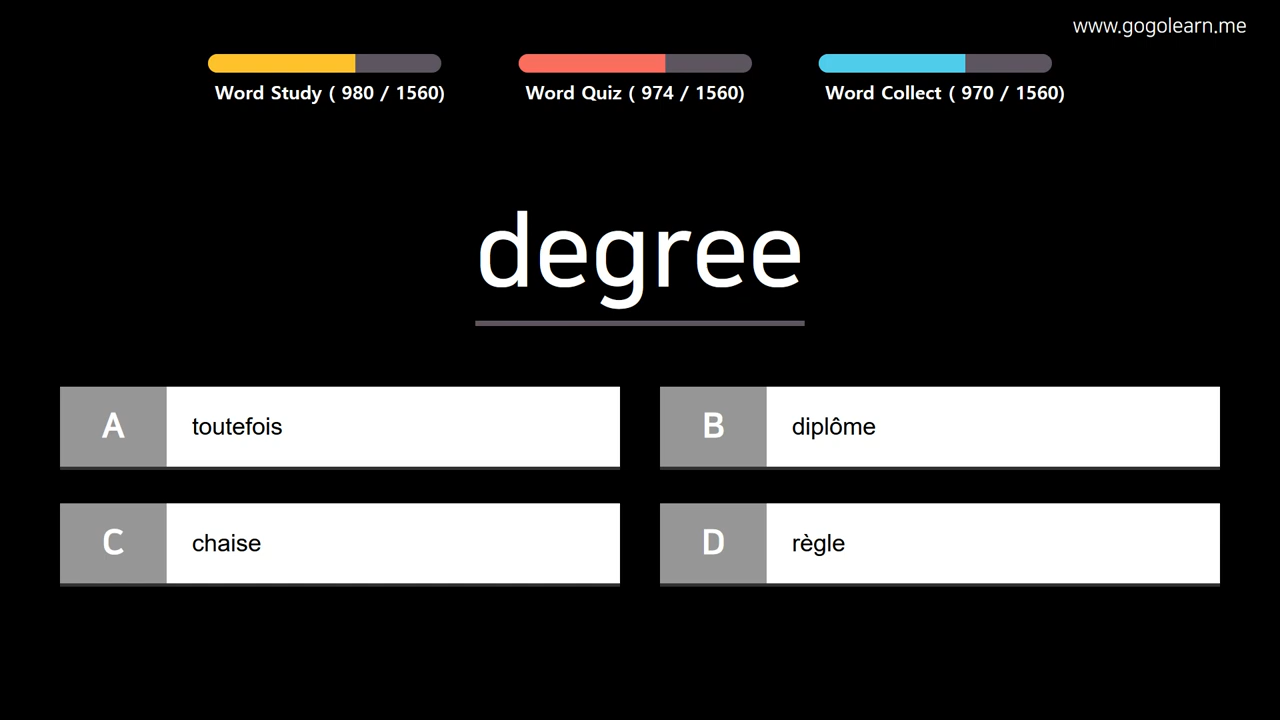 www.gogolearn.me
Word Study ( 980 / 1560)
Word Quiz ( 974 / 1560)
Word Collect ( 970 / 1560)
degree
A toutefois
B diplôme
C chaise
D règle